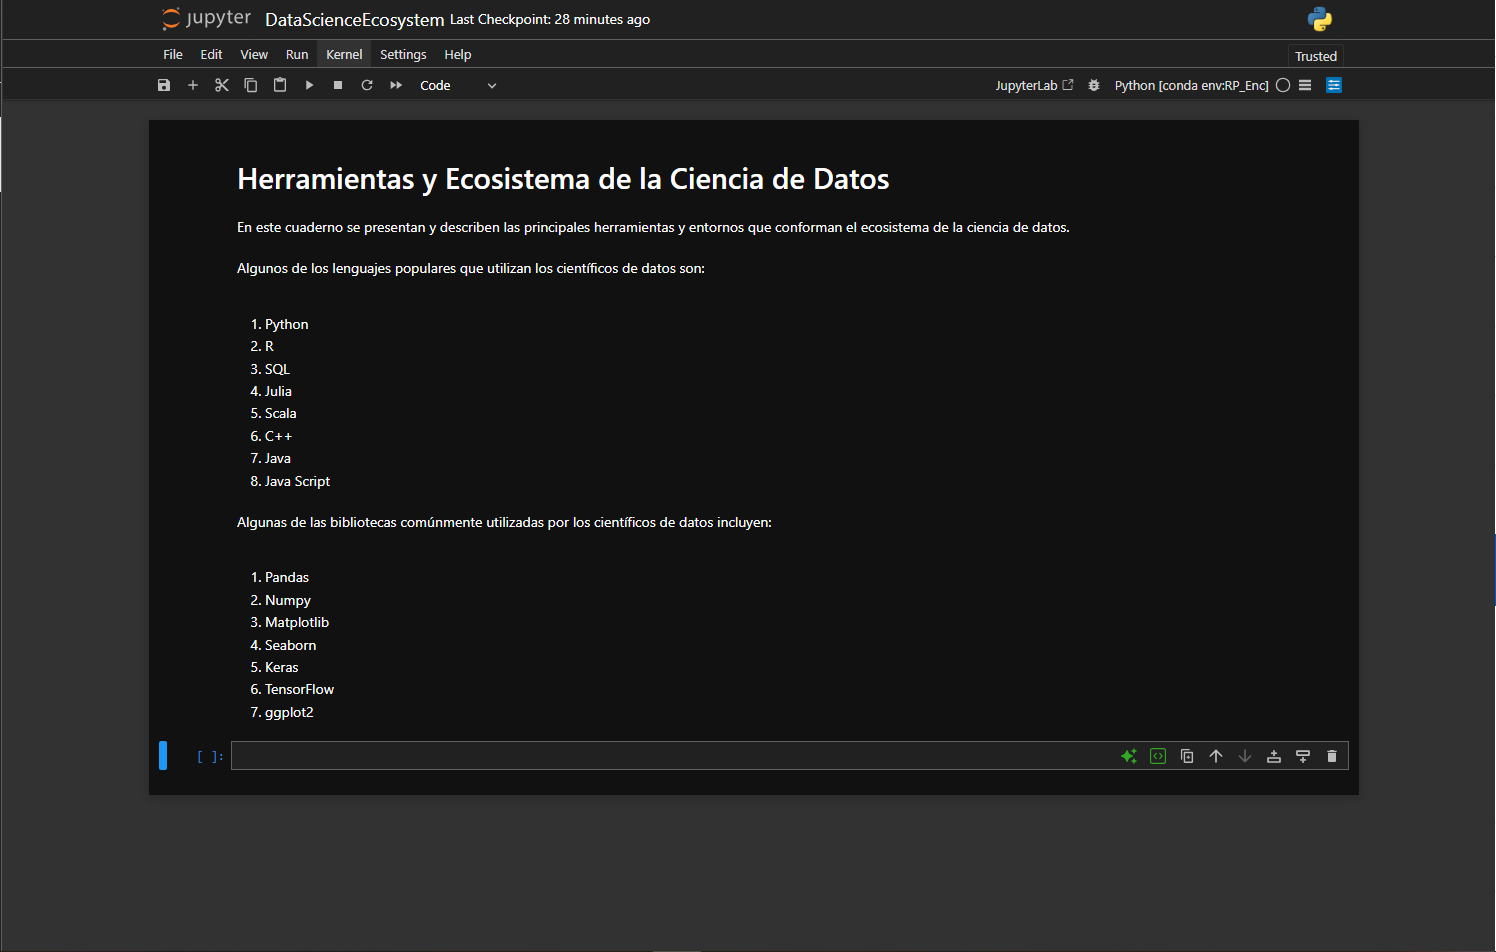 jupyter DataScienceEcosystem Last Checkpoint: 28 minutes ago
File Edit View Run Kernel Settings Help
Trusted
Code
JupyterLab Python [conda env:RP_Enc]
Herramientas y Ecosistema de la Ciencia de Datos
En este cuaderno se presentan y describen las principales herramientas y entornos que conforman el ecosistema de la ciencia de datos.
Algunos de los lenguajes populares que utilizan los científicos de datos son:
1. Python
2. R
3. SQL
4. Julia
5. Scala
6. C++
7. Java
8. Java Script
Algunas de las bibliotecas comúnmente utilizadas por los científicos de datos incluyen:
1. Pandas
2. Numpy
3. Matplotlib
4. Seaborn
5. Keras
6. TensorFlow
7. ggplot2
[ ]: